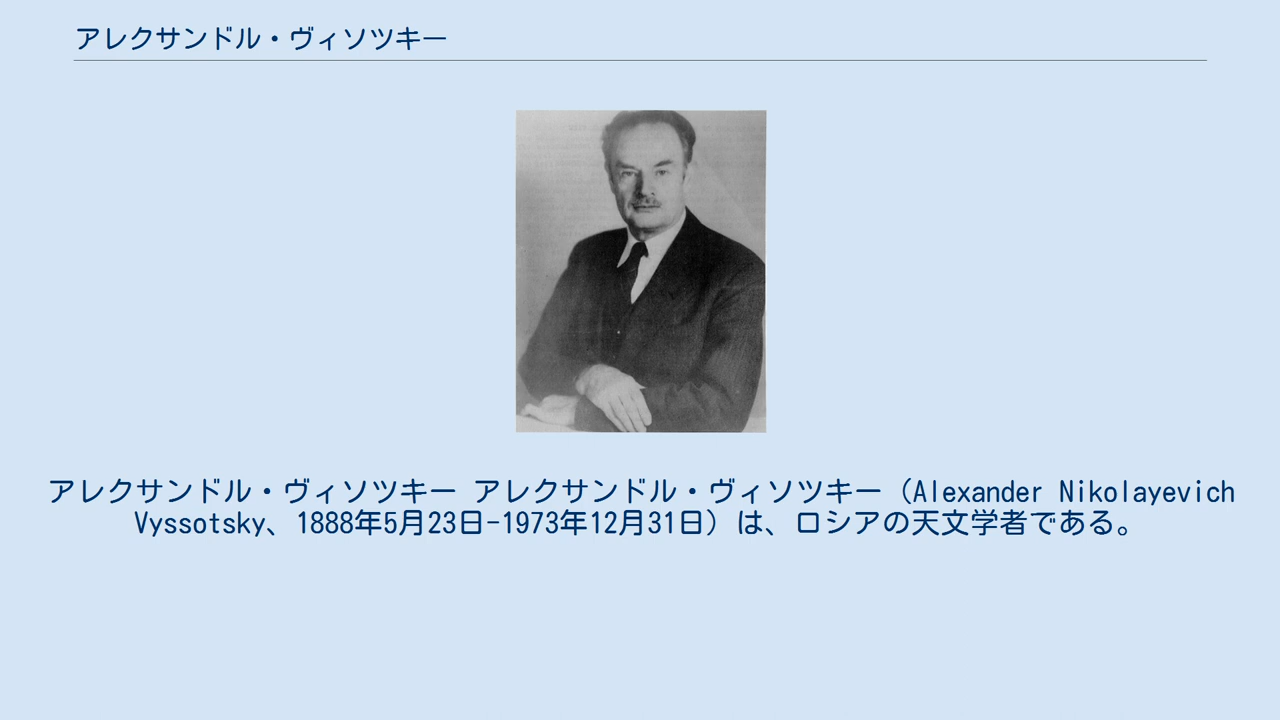 アレクサンドル・ヴィソツキー
アレクサンドル・ヴィソツキー アレクサンドル・ヴィソツキー（Alexander Nikolayevich
Vyssotsky、1888年5月23日-1973年12月31日）は、ロシアの天文学者である。